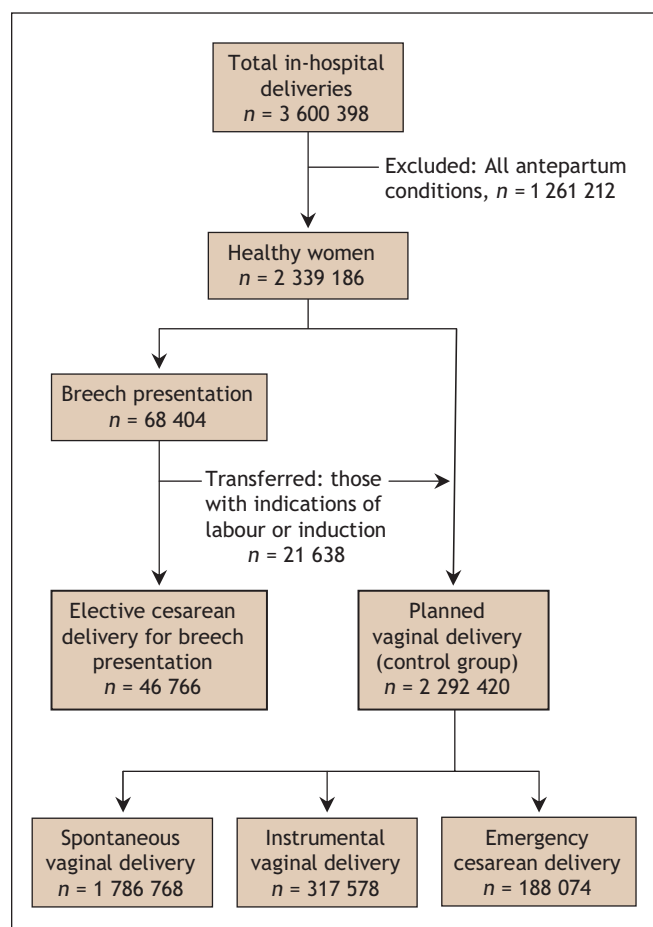 Total in-hospital
deliveries
n = 3 600 398
Excluded: All antepartum
conditions, n = 1 261 212
Healthy women
n = 2 339 186
Breech presentation
n = 68 404
Transferred: those
with indications of
labour or induction
n = 21 638
Elective cesarean
delivery for breech
presentation
n = 46 766
Planned
vaginal delivery
(control group)
n = 2 292 420
Spontaneous
vaginal delivery
n = 1 786 768
Instrumental
vaginal delivery
n = 317 578
Emergency
cesarean delivery
n = 188 074